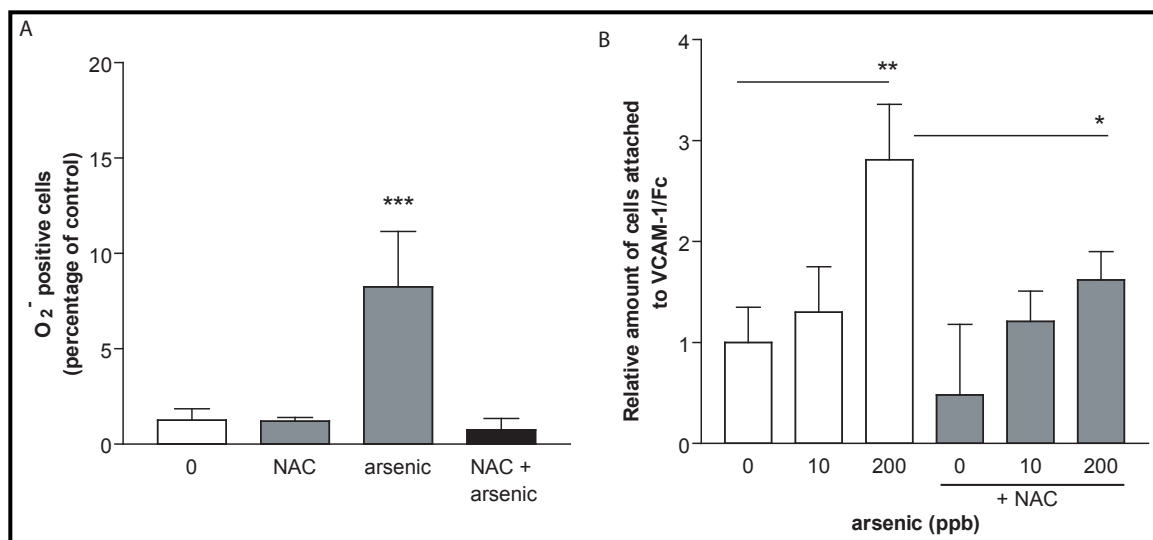 A
O2- positive cells
(percentage of control)
20
15
10
5
0
***
0
NAC
arsenic
NAC +
arsenic
B
Relative amount of cells attached
to VCAM-1/Fc
4
3
2
1
0
**
*
0
10
200
0
10
200
+ NAC
arsenic (ppb)